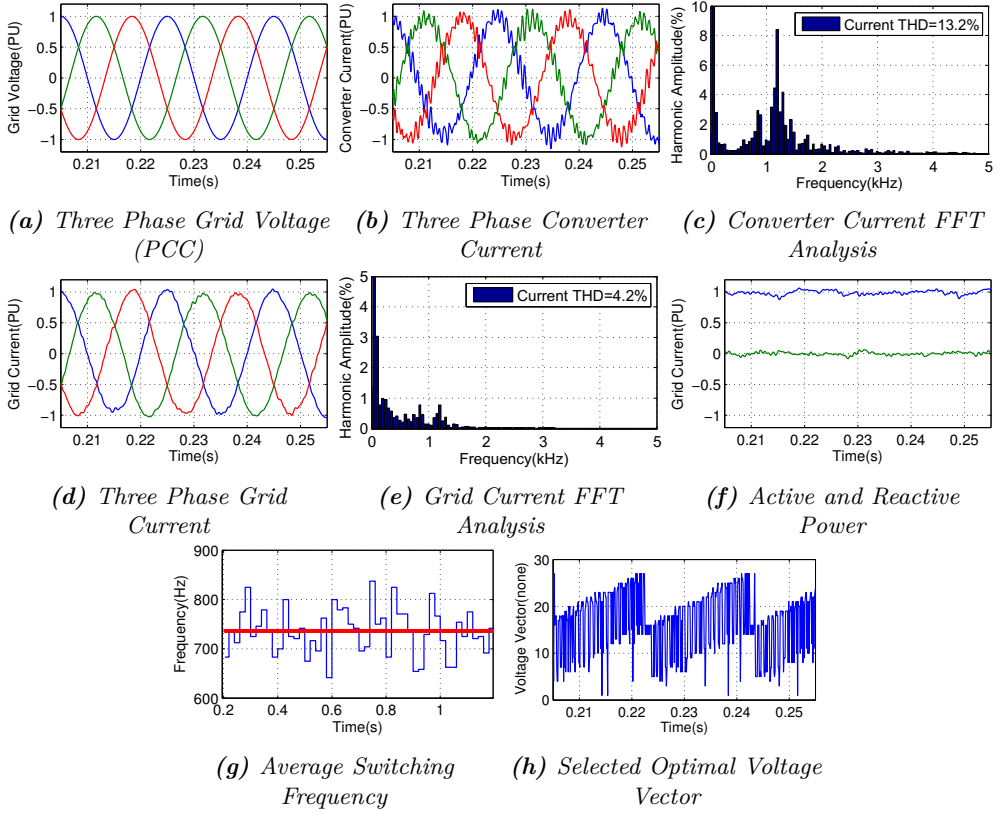 Grid Voltage(PU)
1
0.5
0
−0.5
−1
0.21 0.22 0.23 0.24 0.25
Time(s)
Converter Current(PU)
1
0.5
0
−0.5
−1
0.21 0.22 0.23 0.24 0.25
Time(s)
Harmonic Amplitude(%)
10
8
6
4
2
0
0 1 2 3 4 5
Frequency(kHz)
Current THD=13.2%
(a) Three Phase Grid Voltage
(PCC)
(b) Three Phase Converter
Current
(c) Converter Current FFT
Analysis
Grid Current(PU)
1
0.5
0
−0.5
−1
0.21 0.22 0.23 0.24 0.25
Time(s)
Harmonic Amplitude(%)
5
4
3
2
1
0
0 1 2 3 4 5
Frequency(kHz)
Current THD=4.2%
Grid Current(PU)
1
0.5
0
−0.5
−1
0.21 0.22 0.23 0.24 0.25
Time(s)
(d) Three Phase Grid
Current
(e) Grid Current FFT
Analysis
(f) Active and Reactive
Power
Frequency(Hz)
900
800
700
600
0.2 0.4 0.6 0.8 1
Time(s)
Voltage Vector(none)
30
20
10
0
0.21 0.22 0.23 0.24 0.25
Time(s)
(g) Average Switching
Frequency
(h) Selected Optimal Voltage
Vector